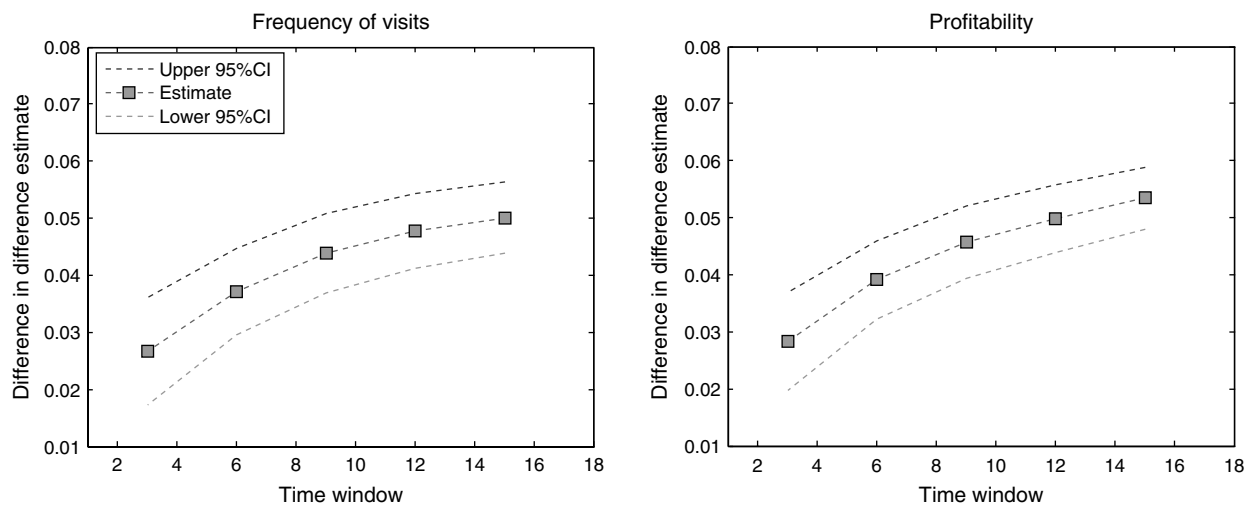 Frequency of visits
0.08
0.07
0.06
0.05
0.04
0.03
0.02
0.01
Upper 95%CI
Estimate
Lower 95%CI
Difference in difference estimate
2 4 6 8 10 12 14 16 18
Time window
Profitability
0.08
0.07
0.06
0.05
0.04
0.03
0.02
0.01
Difference in difference estimate
2 4 6 8 10 12 14 16 18
Time window